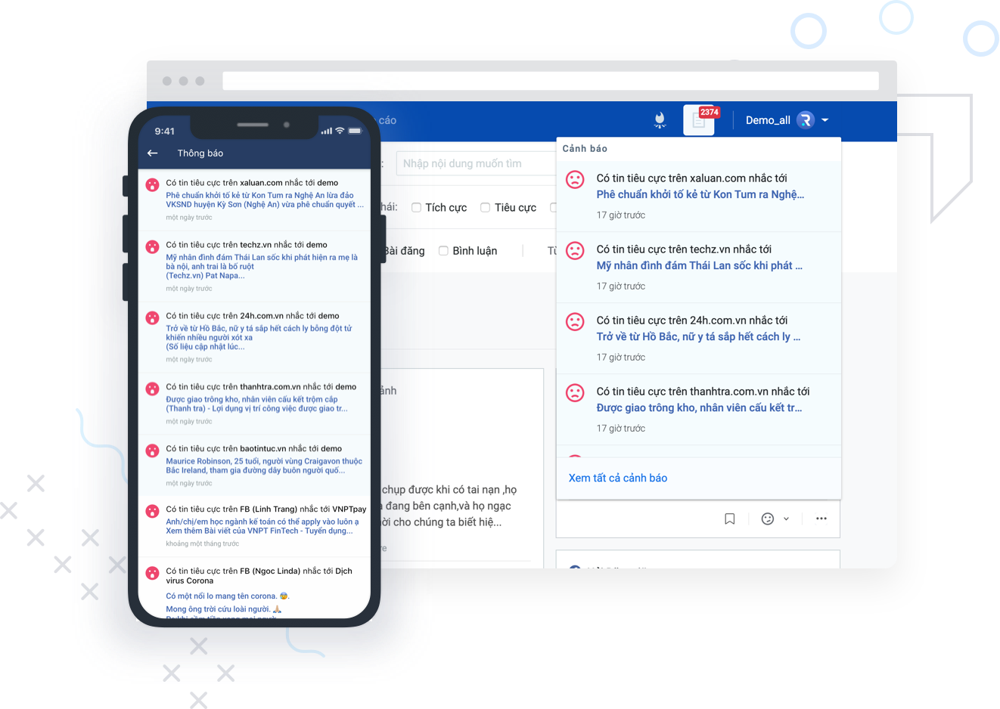 9:41
Thông báo
Có tin tiêu cực trên xaluan.com nhắc tới demo
Phê chuẩn khởi tố kẻ từ Kon Tum ra Nghệ An lừa đảo
VKSND huyện Kỳ Sơn (Nghệ An) vừa phê chuẩn quyết ...
một ngày trước
Có tin tiêu cực trên techz.vn nhắc tới demo
Mỹ nhân đình đám Thái Lan sốc khi phát hiện ra mẹ là
bà nội, anh trai là bố ruột
(Techz.vn) Pat Napa...
một ngày trước
Có tin tiêu cực trên 24h.com.vn nhắc tới demo
Trở về từ Hồ Bắc, nữ y tá sắp hết cách ly bỗng đột tử
khiến nhiều người xót xa
(Số liệu cập nhật lúc...
một ngày trước
Có tin tiêu cực trên thanhtra.com.vn nhắc tới demo
Được giao trông kho, nhân viên cấu kết trộm cắp
(Thanh tra) - Lợi dụng vị trí công việc được giao tr...
một ngày trước
Có tin tiêu cực trên baotintuc.vn nhắc tới demo
Maurice Robinson, 25 tuổi, người vùng Craigavon thuộc
Bắc Ireland, tham gia đường dây buôn người quố...
một ngày trước
Có tin tiêu cực trên FB (Linh Trang) nhắc tới VNPTpay
Anh/chị/em học ngành kế toán có thể apply vào luôn ạ
Xem thêm Bài viết của VNPT FinTech - Tuyển dụng...
khoảng một tháng trước
Có tin tiêu cực trên FB (Ngoc Linda) nhắc tới Dịch
virus Corona
Có một nổi lo mang tên corona. 😰.
Mong ông trời cứu loài người. 🙏🏼
cáo
2374
Demo_all
Nhập nội dung muốn tìm
hái:
Tích cực
Tiêu cực
Bài đăng
Bình luận
Từ
ảnh
chụp được khi có tai nạn ,họ
đang bên cạnh,và họ ngạc
ời cho chúng ta biết hiệ...
re
Cảnh báo
Có tin tiêu cực trên xaluan.com nhắc tới
Phê chuẩn khởi tố kẻ từ Kon Tum ra Nghệ...
17 giờ trước
Có tin tiêu cực trên techz.vn nhắc tới
Mỹ nhân đình đám Thái Lan sốc khi phát ...
17 giờ trước
Có tin tiêu cực trên 24h.com.vn nhắc tới
Trở về từ Hồ Bắc, nữ y tá sắp hết cách ly ...
17 giờ trước
Có tin tiêu cực trên thanhtra.com.vn nhắc tới
Được giao trông kho, nhân viên cấu kết tr...
17 giờ trước
Xem tất cả cảnh báo